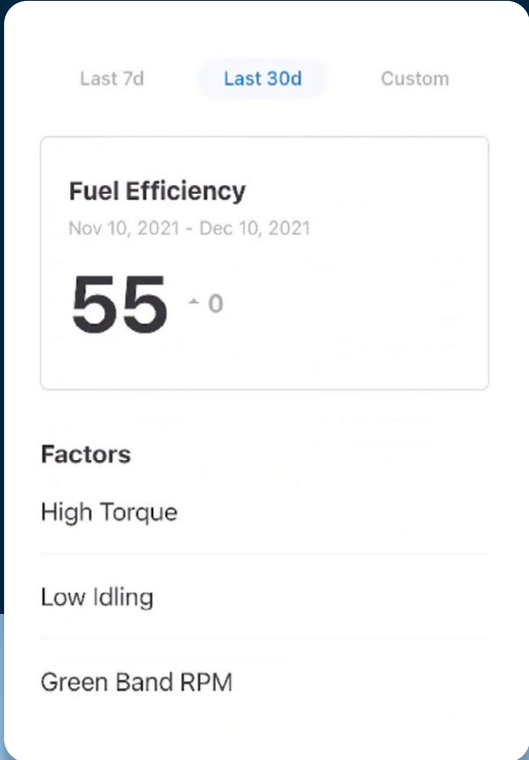 Last 7d Last 30d Custom
Fuel Efficiency
Nov 10, 2021 - Dec 10, 2021
55 0
Factors
High Torque
Low Idling
Green Band RPM